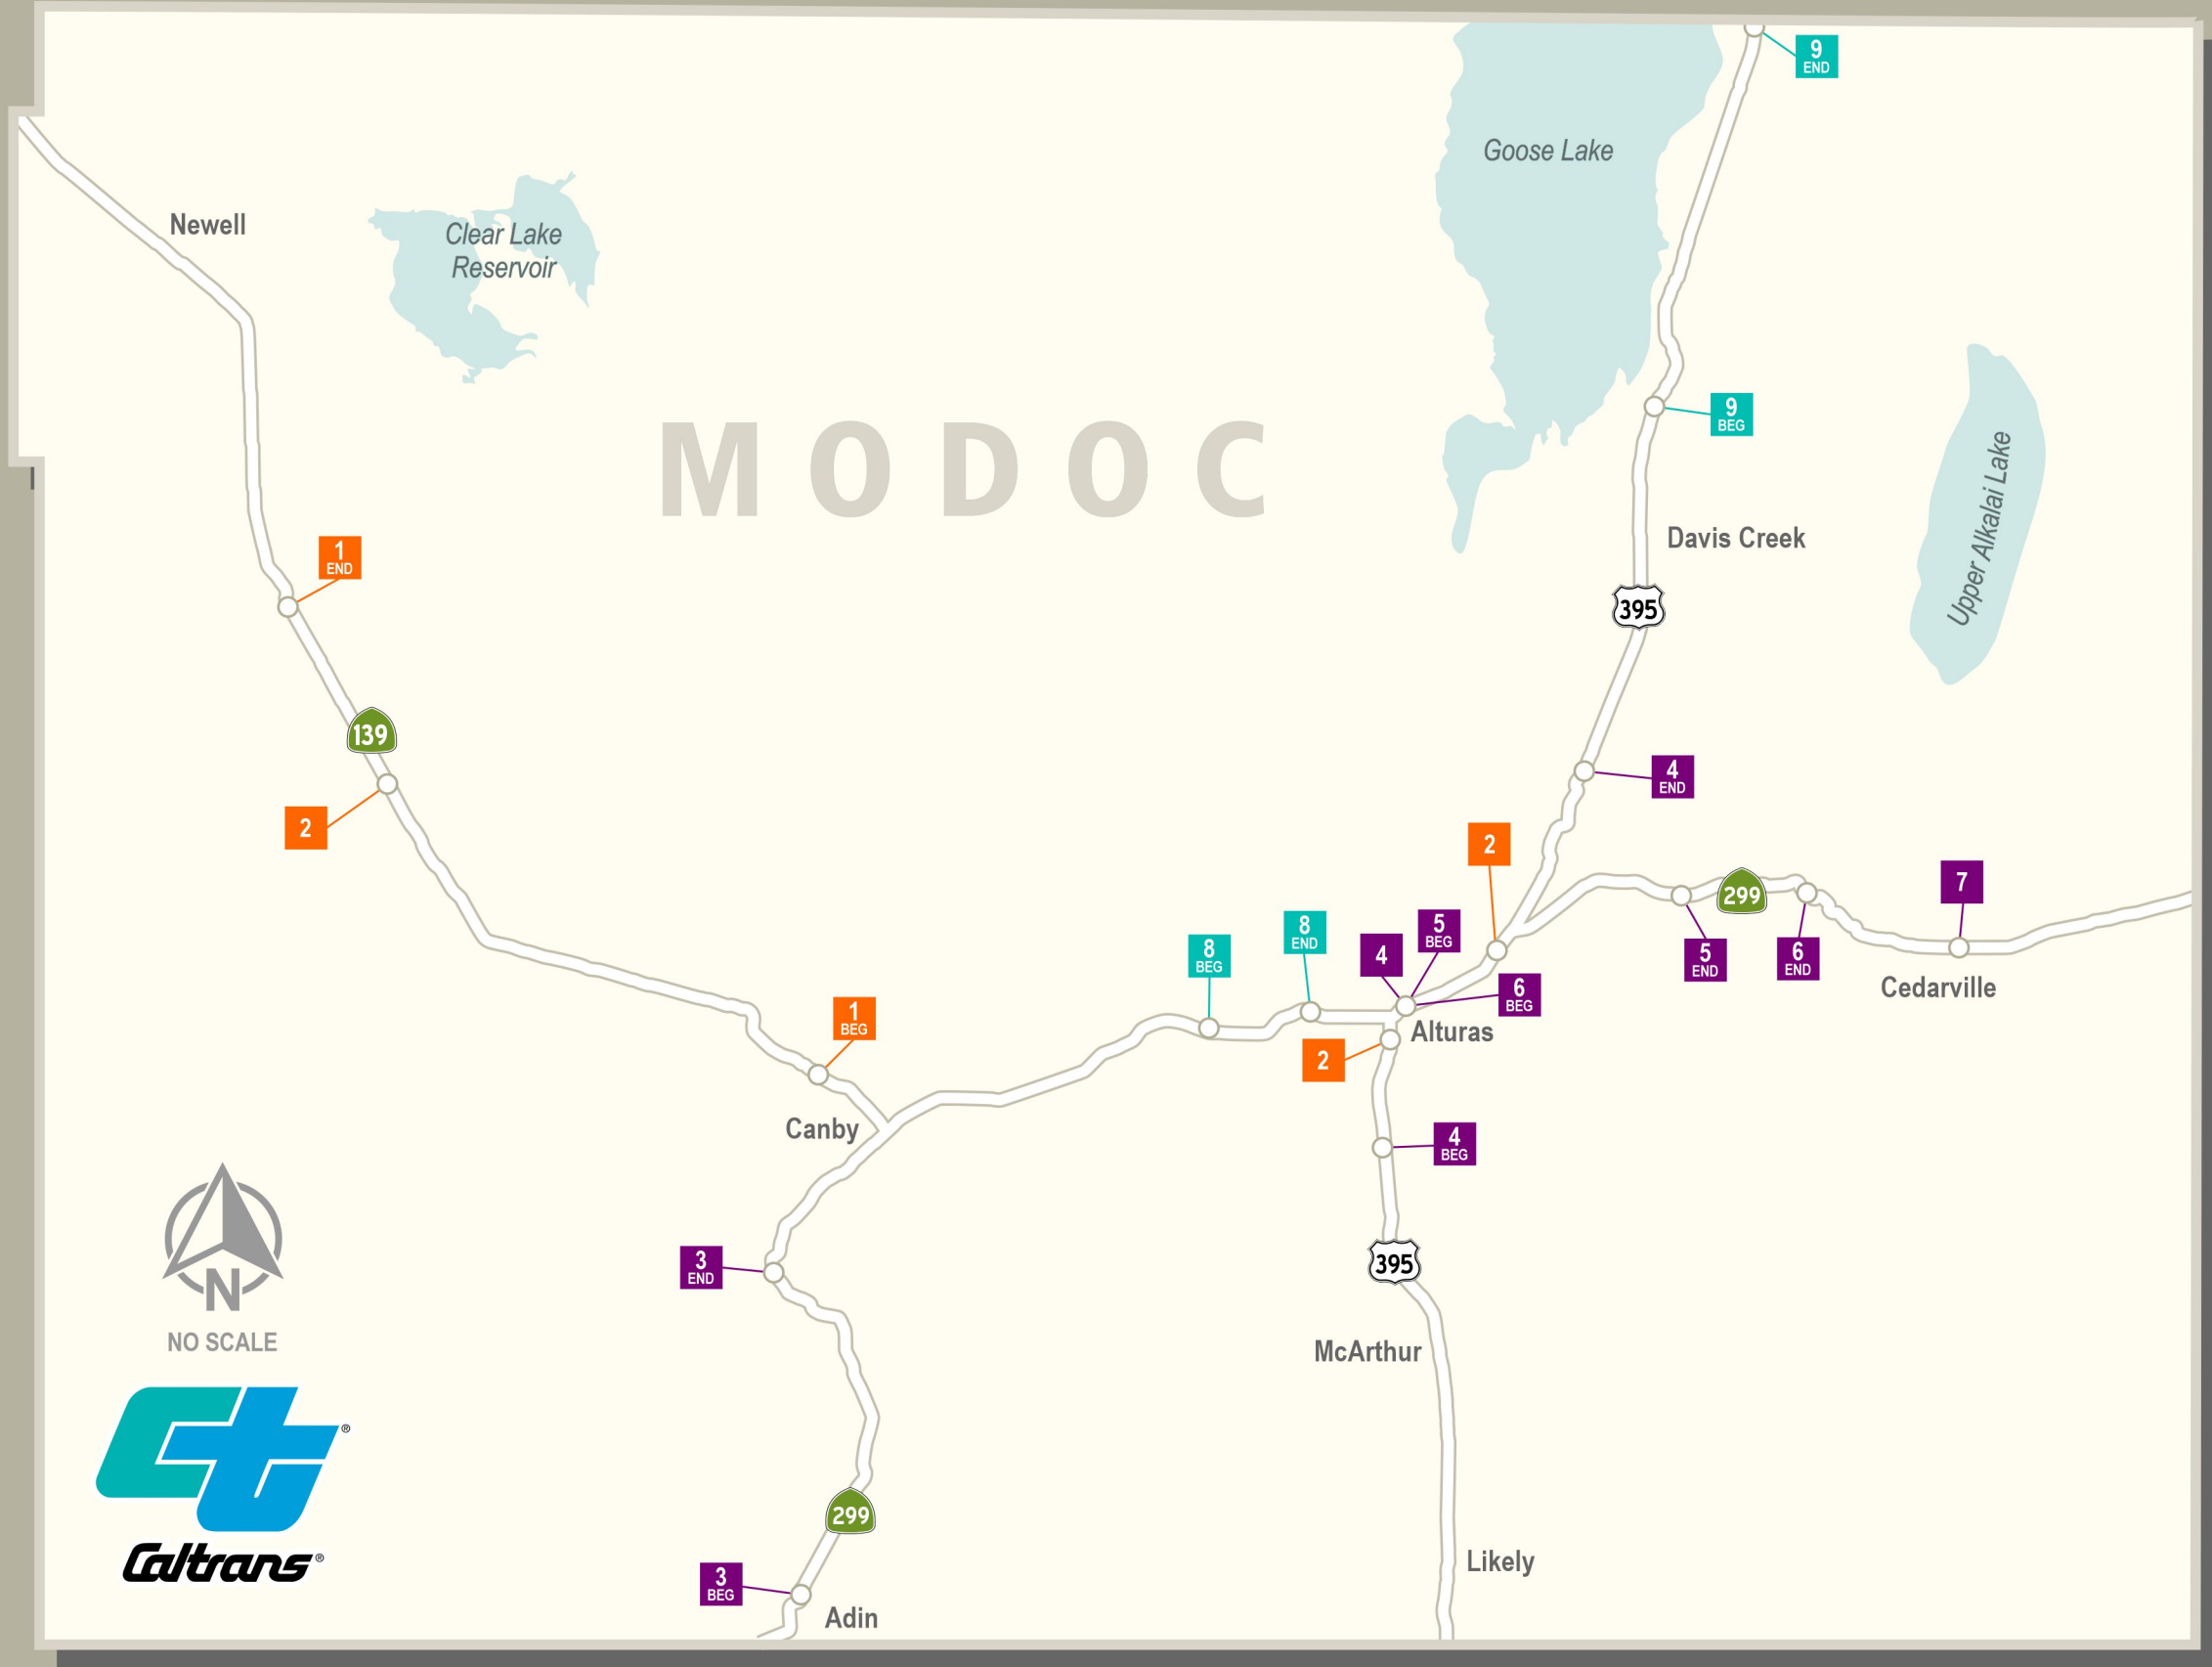 9
END
Goose Lake
Newell
Clear Lake
Reservoir
9
BEG
MODOC
Upper Alkalai Lake
Davis Creek
1
END
395
139
4
END
2
2
7
299
8
END
5
BEG
4
8
BEG
5
END
6
END
6
BEG
Cedarville
1
BEG
Alturas
2
Canby
4
BEG
3
END
395
N
NO SCALE
McArthur
®
299
Caltrans®
Likely
3
BEG
Adin